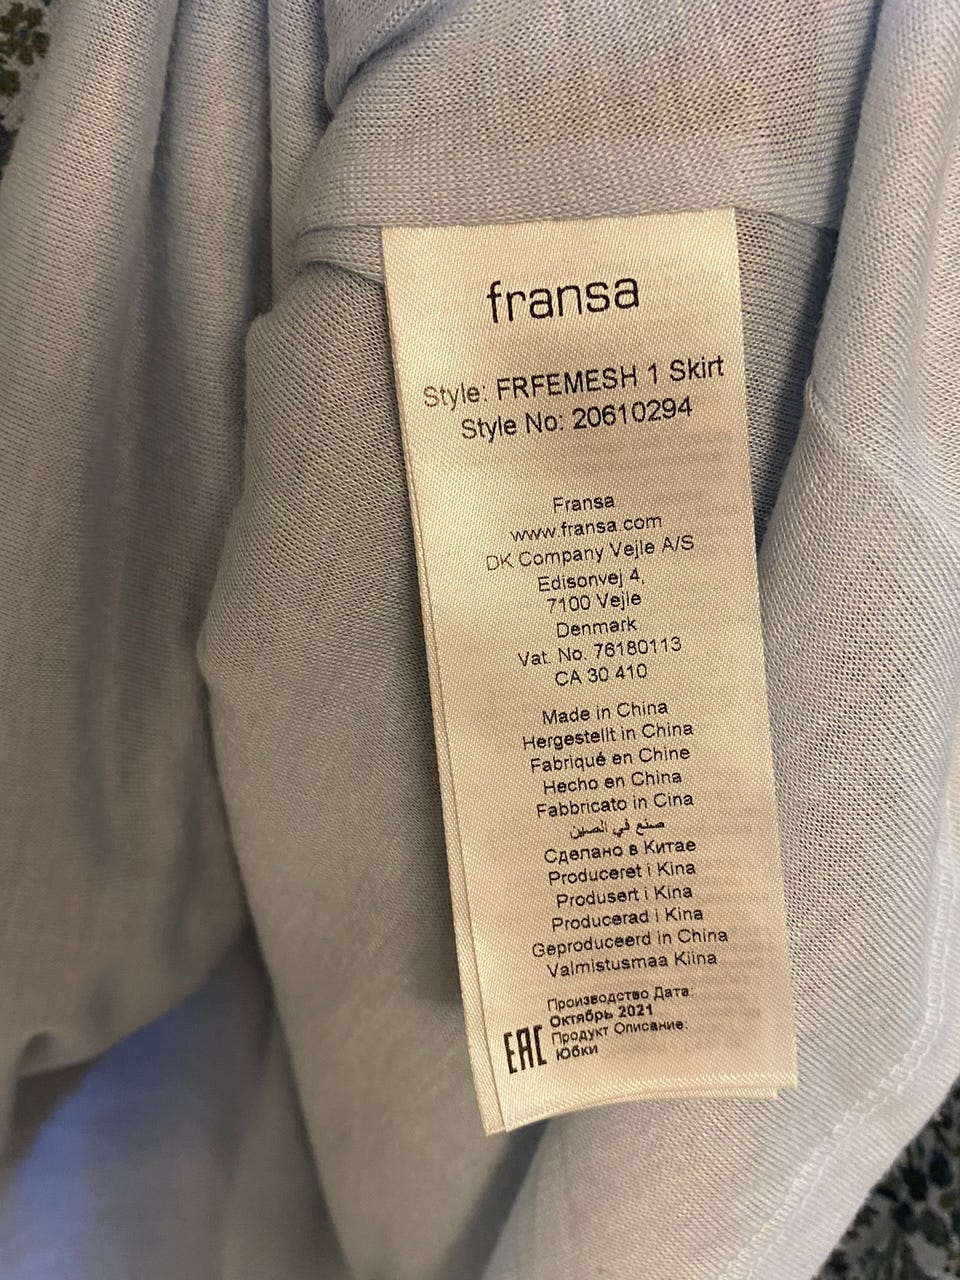 fransa
Style: FRFEMESH 1 Skirt
Style No: 20610294
Fransa
www.fransa.com
DK Company Vejle A/S
Edisonvej 4,
7100 Vejle
Denmark
Vat. No. 76180113
CA 30 410
Made in China
Hergestellt in China
Fabriqué en Chine
Hecho en China
Fabbricato in Cina
صنع في الصين
Сделано в Китае
Produceret i Kina
Produsert i Kina
Producerad i Kina
Geproduceerd in China
Valmistusmaa Kiina
Производство Дата:
Октябрь 2021
EAC Продукт Описание:
Юбки